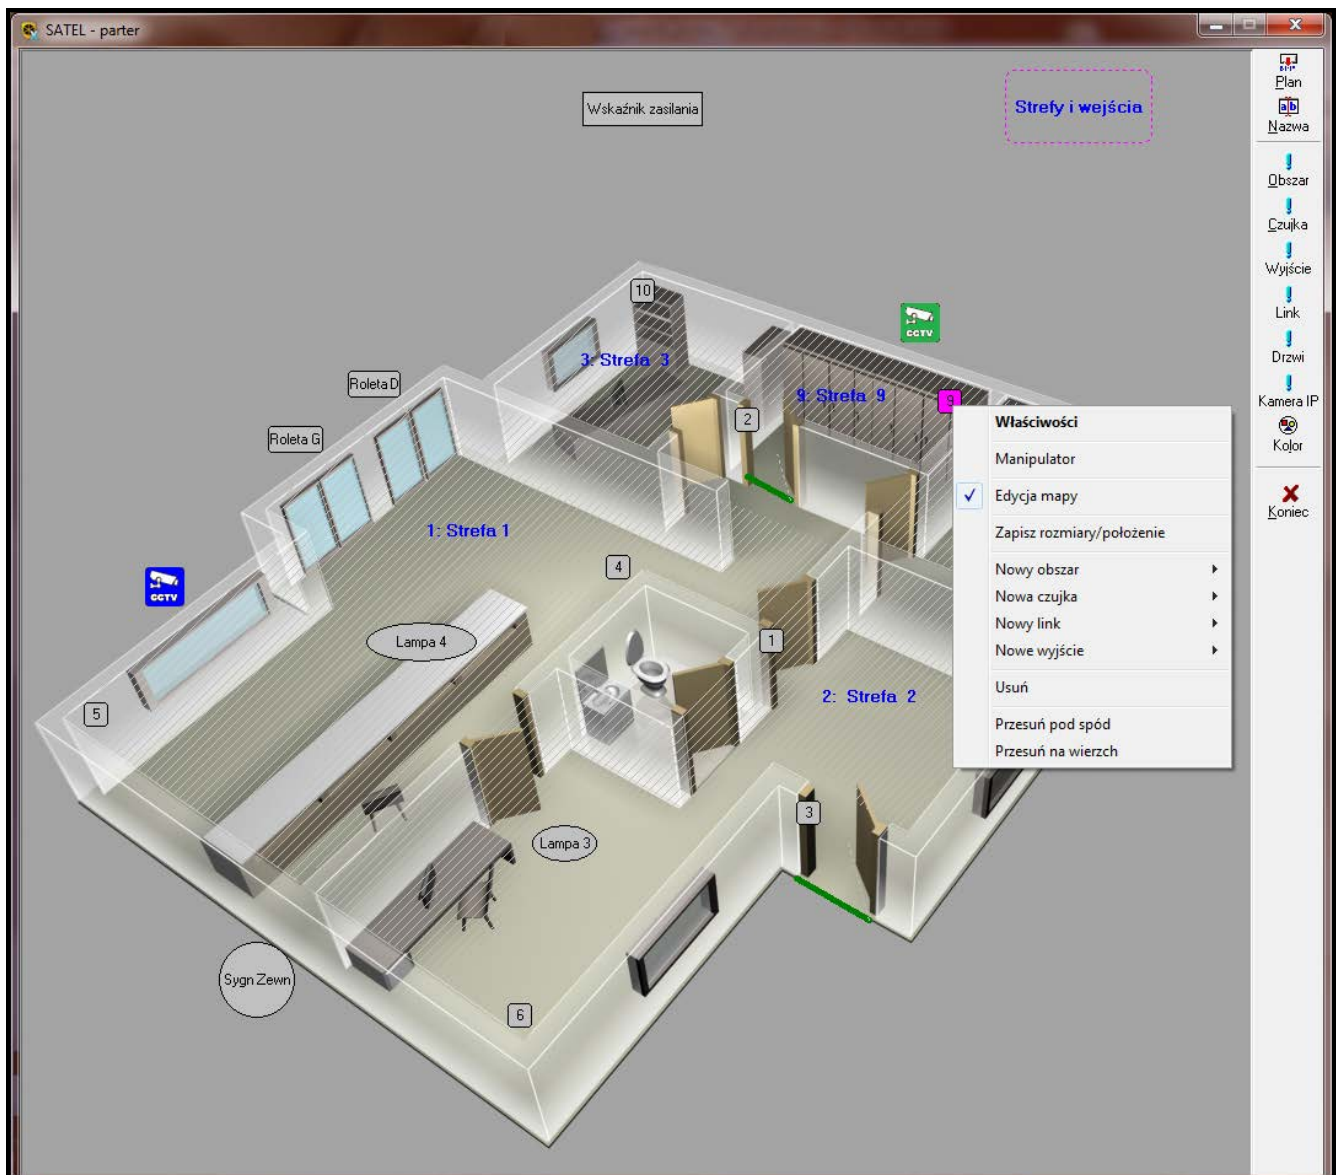 SATEL - parter
Wskaźnik zasilania
Strefy i wejścia
Plan
Nazwa
Obszar
Czujka
Wyjście
Link
Drzwi
Kamera IP
Kolor
Koniec
10
CCTV
3: Strefa 3
Roleta D
9: Strefa 9
9
2
Roleta G
1: Strefa 1
4
CCTV
Lampa 4
1
2: Strefa 2
5
3
Lampa 3
Sygn Zewn
6
Właściwości
Manipulator
Edycja mapy
Zapisz rozmiary/położenie
Nowy obszar
Nowa czujka
Nowy link
Nowe wyjście
Usuń
Przesuń pod spód
Przesuń na wierzch